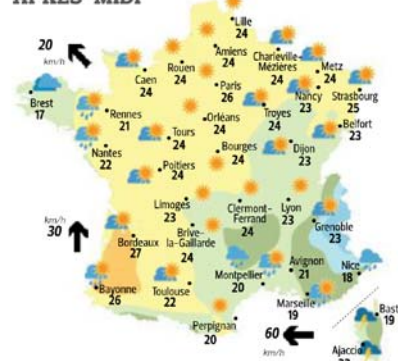 APRÈS-MIDI
20
km/h
Lille
24
Amiens
24
Charleville-
Mézières
24
Rouen
24
Caen
24
Metz
24
Paris
26
Nancy
23
Strasbourg
25
Brest
17
Rennes
21
Troyes
24
Orléans
24
Belfort
23
Tours
24
Nantes
22
Bourges
24
Dijon
23
Poitiers
24
Limoges
23
Clermont-
Ferrand
24
Lyon
23
km/h
30
Brive-
la-Gaillarde
24
Grenoble
23
Bordeaux
27
Avignon
21
Nice
18
Montpellier
20
Bayonne
26
Toulouse
22
Marseille
19
Perpignan
20
60
km/h
Bast
19
Ajaccio